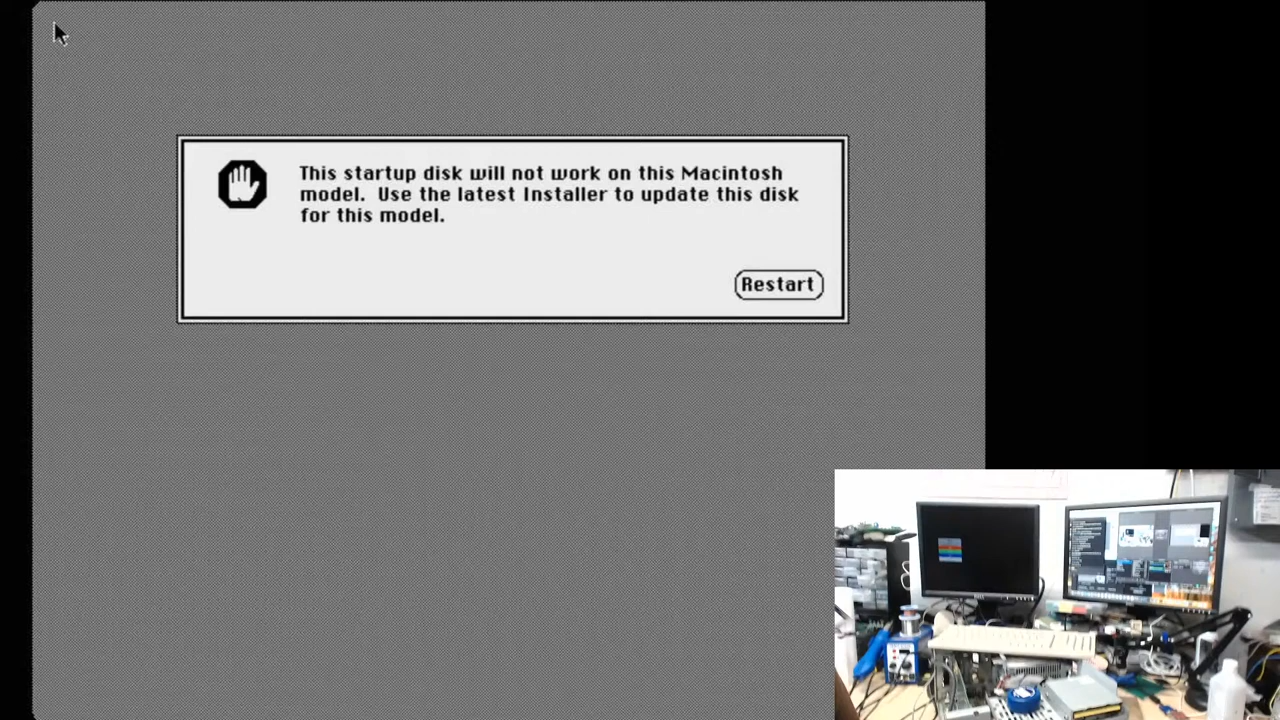 This startup disk will not work on this Macintosh
model. Use the latest Installer to update this disk
for this model.
Restart